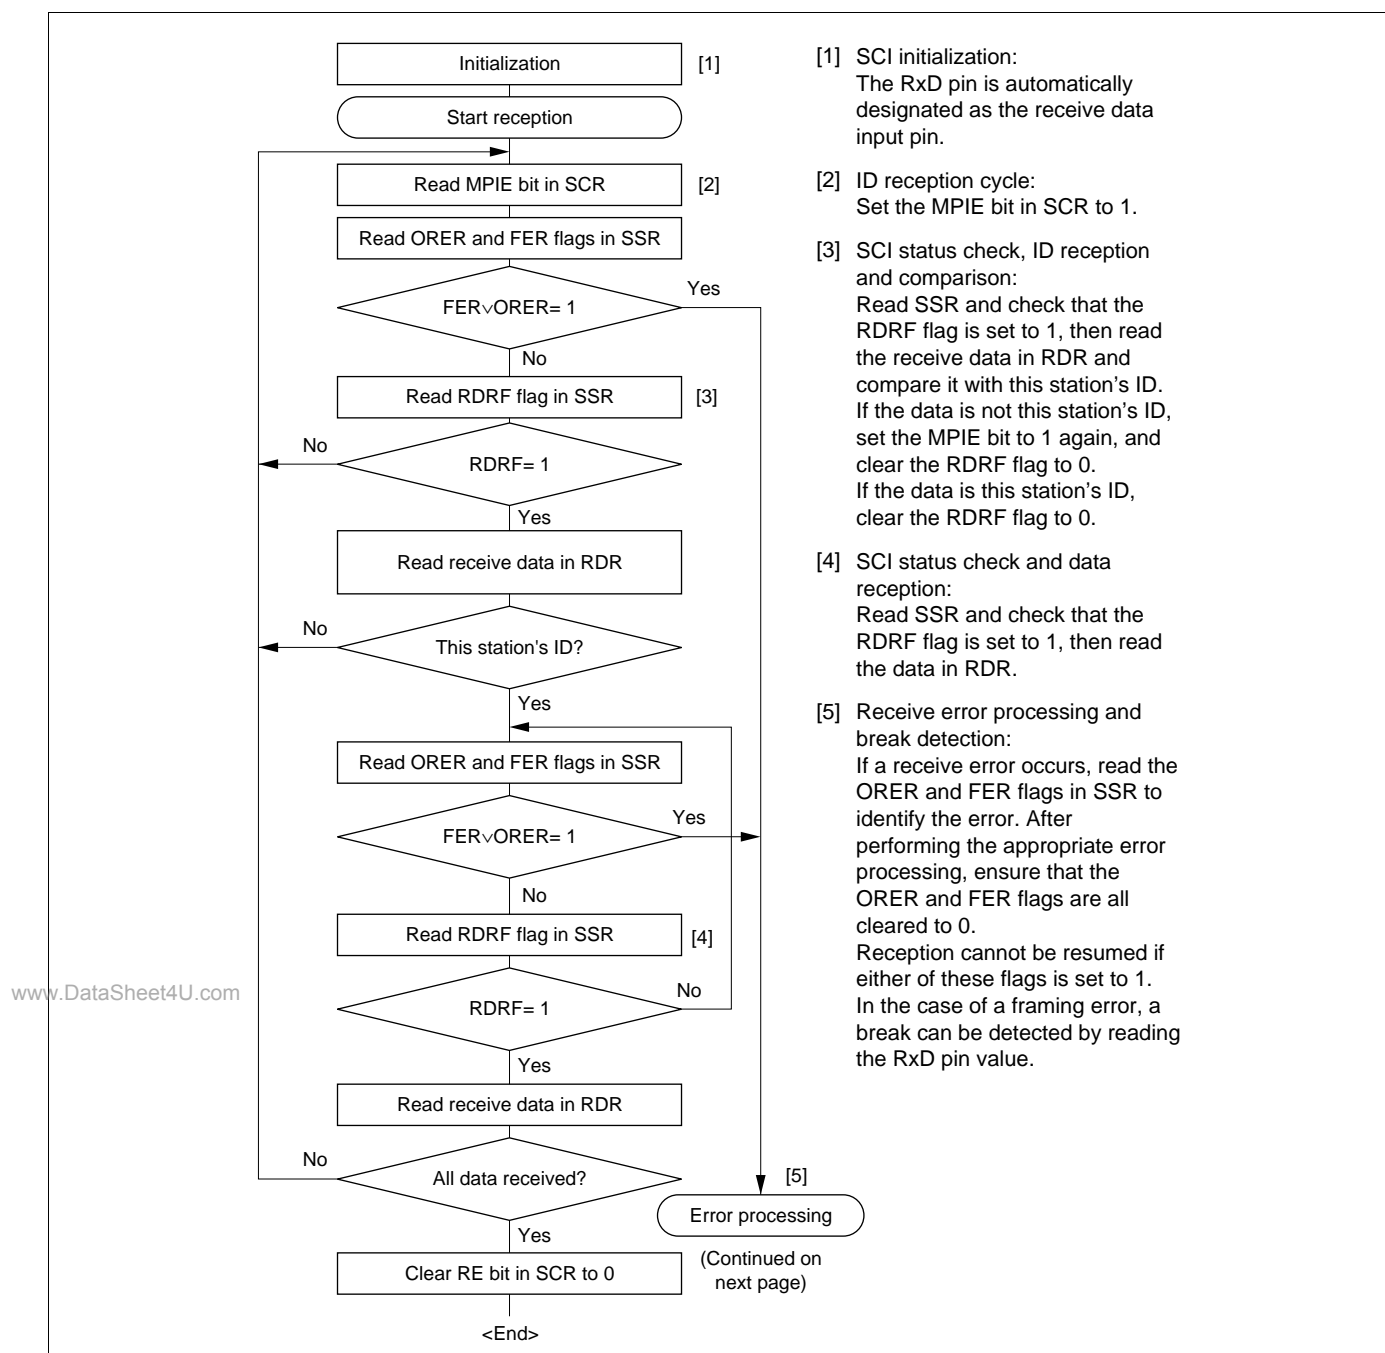 Initialization [1]
Start reception
Read MPIE bit in SCR [2]
Read ORER and FER flags in SSR
FER∨ORER= 1
Yes
No
Read RDRF flag in SSR [3]
No
RDRF= 1
Yes
Read receive data in RDR
No
This station's ID?
Yes
Read ORER and FER flags in SSR
FER∨ORER= 1
Yes
No
Read RDRF flag in SSR [4]
RDRF= 1
No
Yes
Read receive data in RDR
No
All data received?
Yes
[5]
Error processing
(Continued on
next page)
Clear RE bit in SCR to 0
<End>
[1] SCI initialization:
The RxD pin is automatically
designated as the receive data
input pin.
[2] ID reception cycle:
Set the MPIE bit in SCR to 1.
[3] SCI status check, ID reception
and comparison:
Read SSR and check that the
RDRF flag is set to 1, then read
the receive data in RDR and
compare it with this station’s ID.
If the data is not this station’s ID,
set the MPIE bit to 1 again, and
clear the RDRF flag to 0.
If the data is this station’s ID,
clear the RDRF flag to 0.
[4] SCI status check and data
reception:
Read SSR and check that the
RDRF flag is set to 1, then read
the data in RDR.
[5] Receive error processing and
break detection:
If a receive error occurs, read the
ORER and FER flags in SSR to
identify the error. After
performing the appropriate error
processing, ensure that the
ORER and FER flags are all
cleared to 0.
Reception cannot be resumed if
either of these flags is set to 1.
In the case of a framing error, a
break can be detected by reading
the RxD pin value.
www.DataSheet4U.com